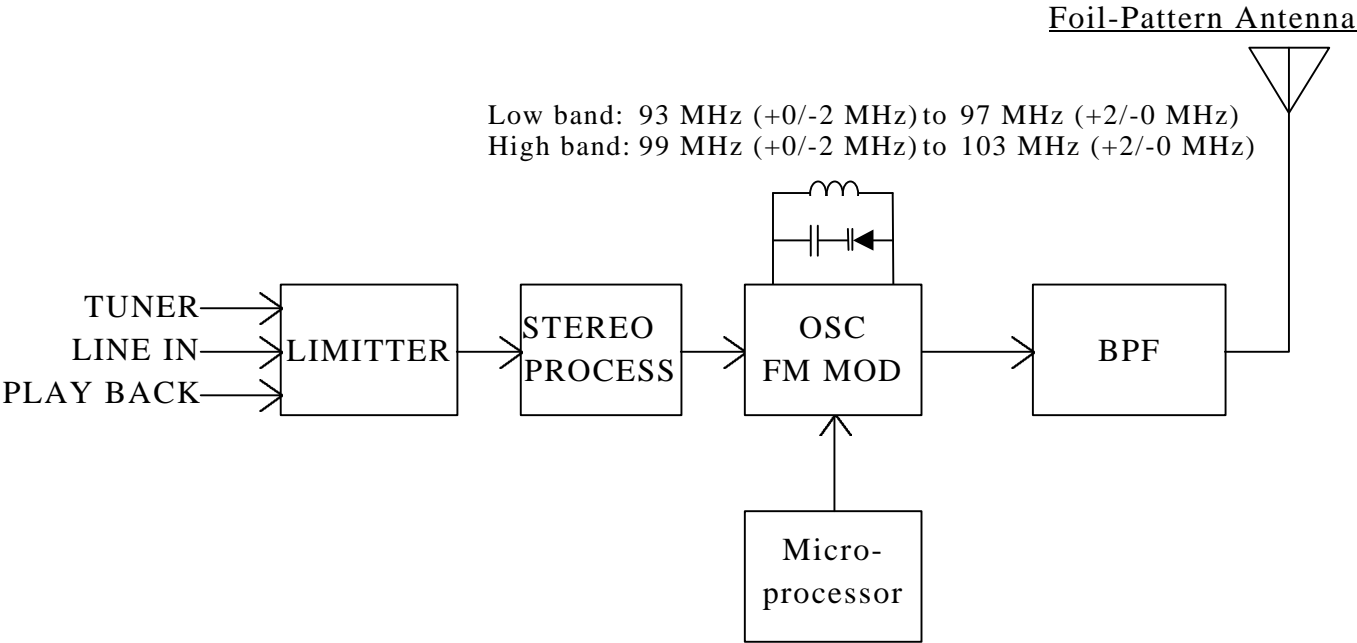 Foil-Pattern Antenna
Low band: 93 MHz (+0/-2 MHz) to 97 MHz (+2/-0 MHz)
High band: 99 MHz (+0/-2 MHz) to 103 MHz (+2/-0 MHz)
TUNER
LINE IN
PLAY BACK
LIMITTER
STEREO
PROCESS
OSC
FM MOD
BPF
Micro-
processor